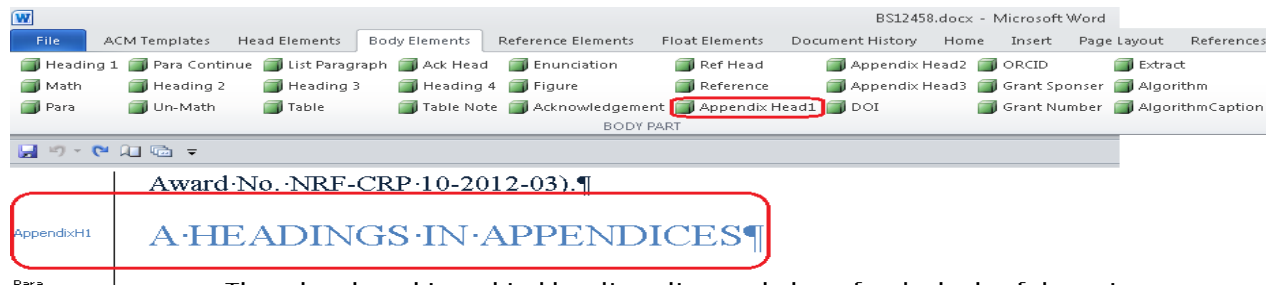 W BS12458.docx - Microsoft Word
File ACM Templates Head Elements Body Elements Reference Elements Float Elements Document History Home Insert Page Layout References
Heading 1 Para Continue List Paragraph Ack Head Enunciation Ref Head Appendix Head2 ORCID Extract
Math Heading 2 Heading 3 Heading 4 Figure Reference Appendix Head3 Grant Sponser Algorithm
Para Un-Math Table Table Note Acknowledgement Appendix Head1 DOI Grant Number AlgorithmCaption
BODY PART
Award·No.·NRF-CRP·10-2012-03).¶
AppendixH1 A·HEADINGS·IN·APPENDICES¶
Para